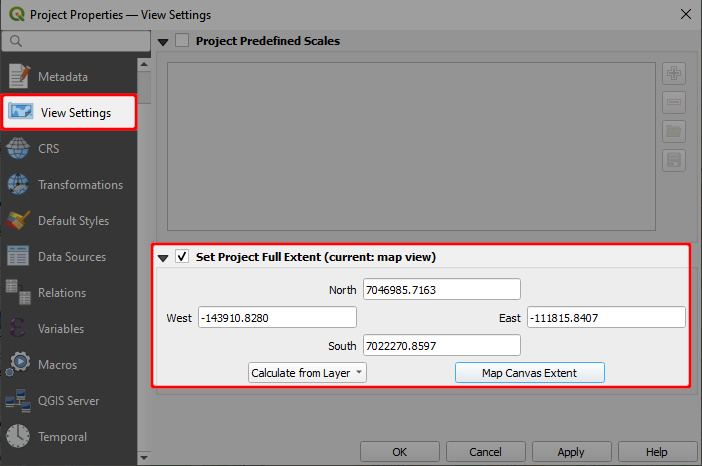 Project Properties — View Settings
Metadata
View Settings
CRS
Transformations
Default Styles
Data Sources
Relations
Variables
Macros
QGIS Server
Temporal
Project Predefined Scales
Set Project Full Extent (current: map view)
North 7046985.7163
West -143910.8280 East -111815.8407
South 7022270.8597
Calculate from Layer Map Canvas Extent
OK Cancel Apply Help